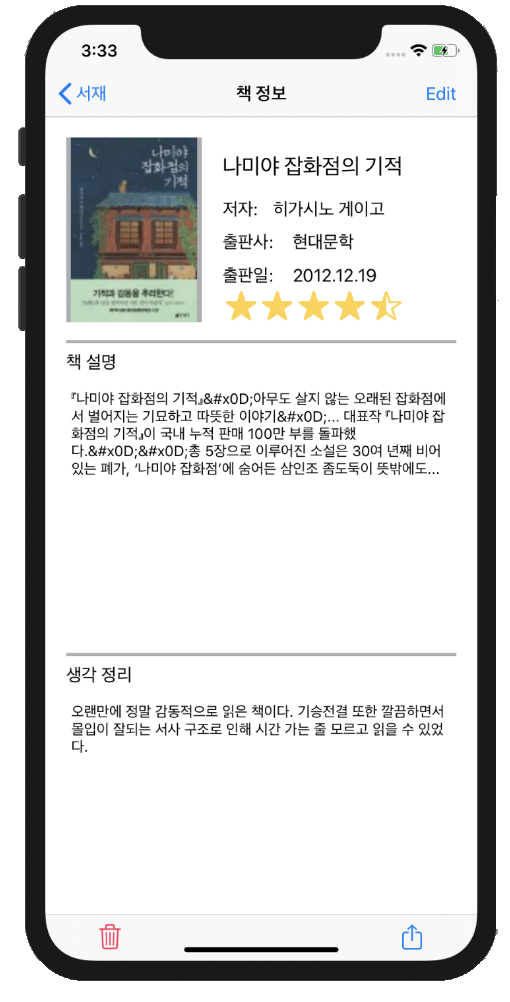 3:33
서재
책 정보
Edit
나미야
잡화점의
기적
기적과 감동을 추리한다!
나미야 잡화점의 기적
저자: 히가시노 게이고
출판사: 현대문학
출판일: 2012.12.19
책 설명
『나미야 잡화점의 기적』&#x0D;아무도 살지 않는 오래된 잡화점에
서 벌어지는 기묘하고 따뜻한 이야기&#x0D;... 대표작 『나미야 잡
화점의 기적』이 국내 누적 판매 100만 부를 돌파했
다.&#x0D;&#x0D;총 5장으로 이루어진 소설은 30여 년째 비어
있는 폐가, ‘나미야 잡화점’에 숨어든 삼인조 좀도둑이 뜻밖에도...
생각 정리
오랜만에 정말 감동적으로 읽은 책이다. 기승전결 또한 깔끔하면서
몰입이 잘되는 서사 구조로 인해 시간 가는 줄 모르고 읽을 수 있었
다.